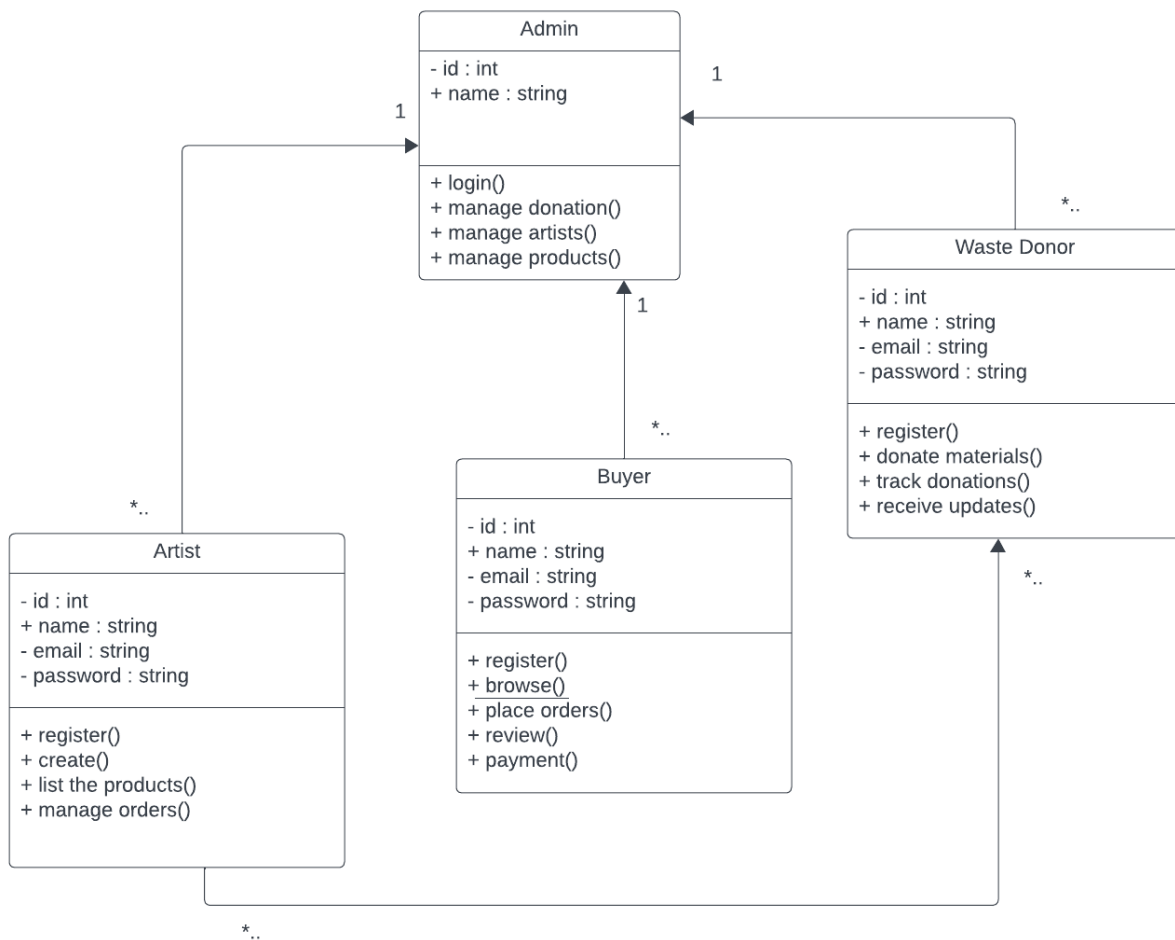 Admin
- id : int
+ name : string
+ login()
+ manage donation()
+ manage artists()
+ manage products()
1
1
1
*..
Waste Donor
- id : int
+ name : string
- email : string
- password : string
+ register()
+ donate materials()
+ track donations()
+ receive updates()
*..
*..
Buyer
- id : int
+ name : string
- email : string
- password : string
+ register()
+ browse()
+ place orders()
+ review()
+ payment()
*..
Artist
- id : int
+ name : string
- email : string
- password : string
+ register()
+ create()
+ list the products()
+ manage orders()
*..